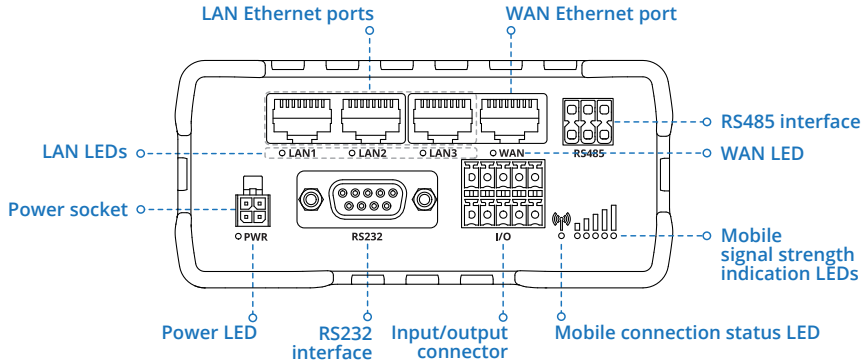 LAN Ethernet ports
WAN Ethernet port
RS485 interface
LAN LEDs
LAN1
LAN2
LAN3
WAN
RS485
WAN LED
Power socket
PWR
RS232
I/O
Mobile
signal strength
indication LEDs
Power LED
RS232
interface
Input/output
connector
Mobile connection status LED